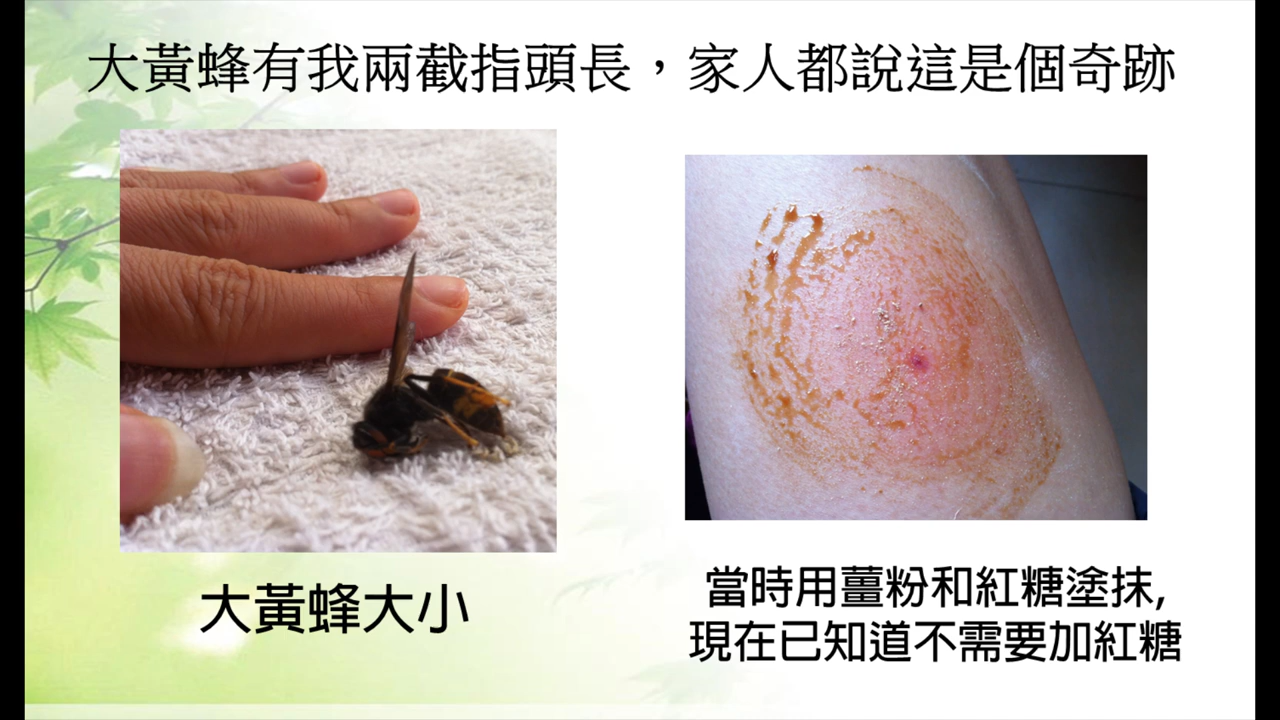 大黃蜂有我兩截指頭長，家人都說這是個奇跡
大黃蜂大小
當時用薑粉和紅糖塗抹,
現在已知道不需要加紅糖